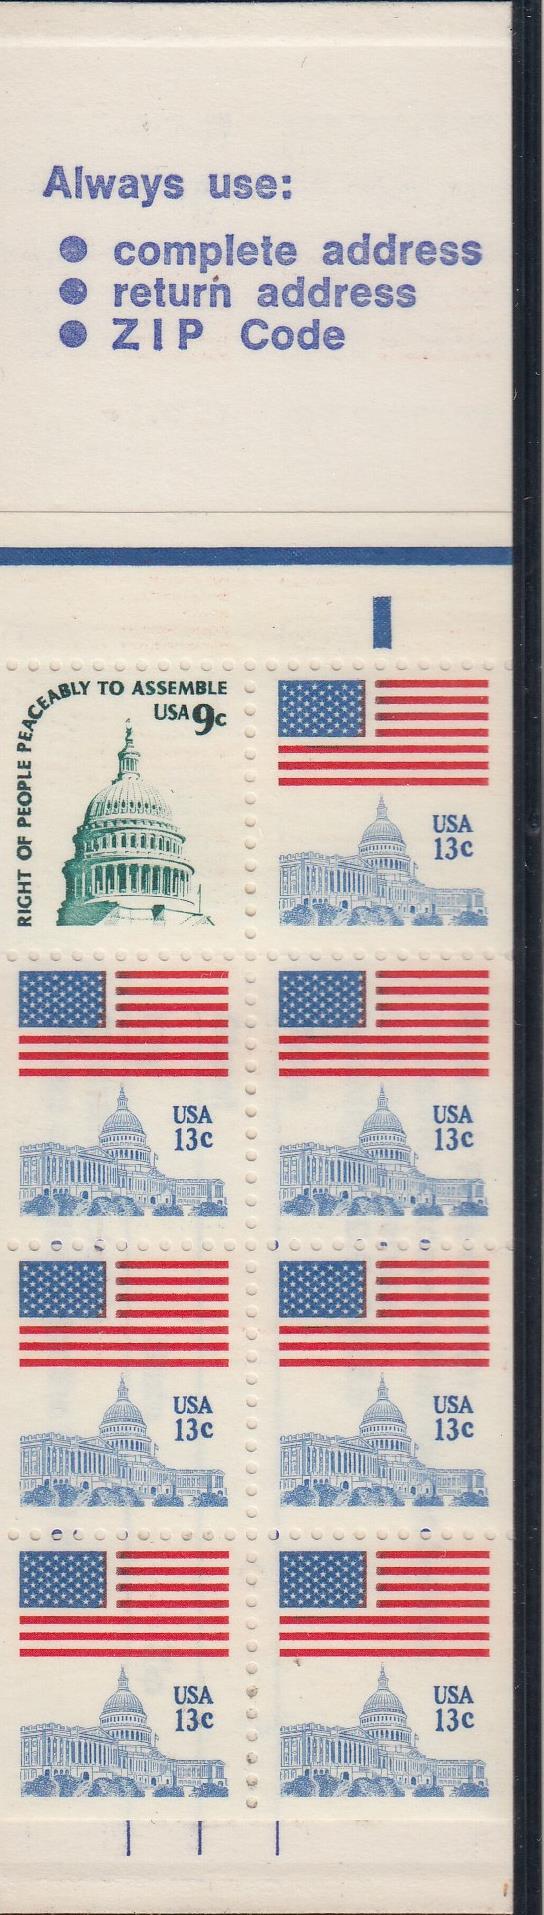 Always use:
● complete address
● return address
● ZIP Code
RIGHT OF PEOPLE PEACEABLY TO ASSEMBLE
USA 9c
USA
13c
USA
13c
USA
13c
USA
13c
USA
13c
USA
13c
USA
13c